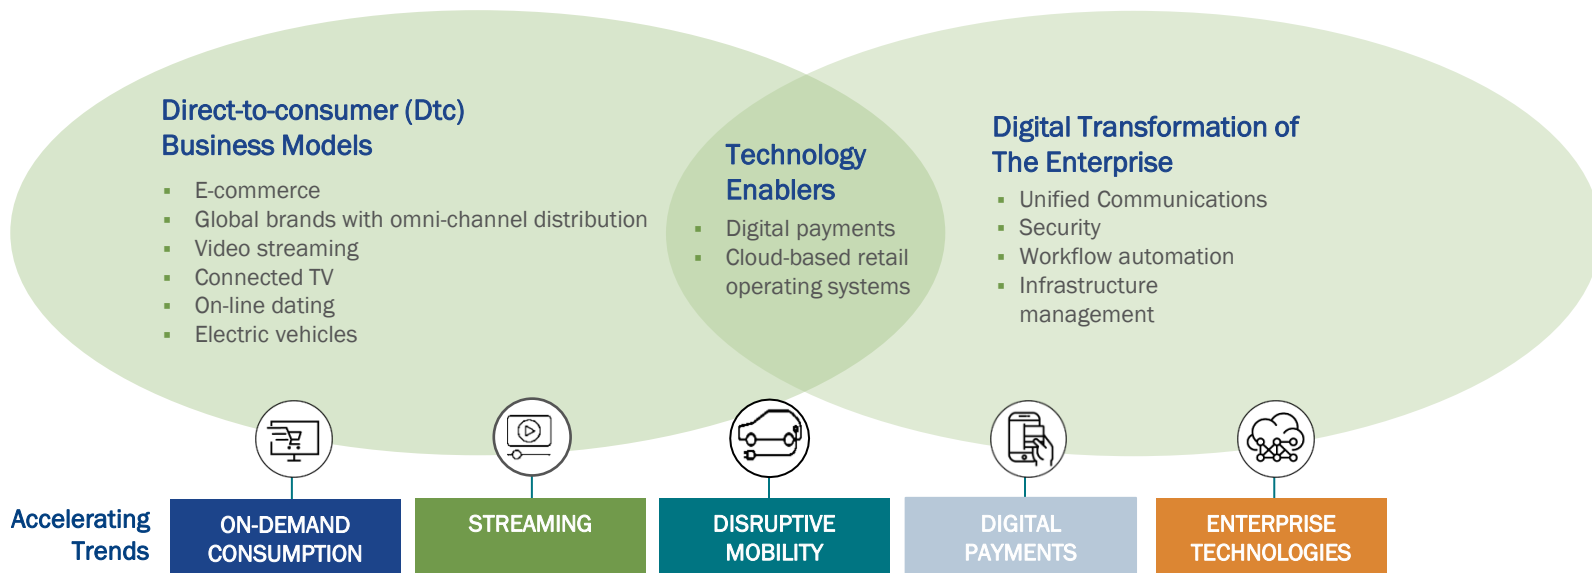 Direct-to-consumer (Dtc)
Business Models
E-commerce
Global brands with omni-channel distribution
Video streaming
Connected TV
On-line dating
Electric vehicles
Technology
Enablers
Digital payments
Cloud-based retail
operating systems
Digital Transformation of
The Enterprise
Unified Communications
Security
Workflow automation
Infrastructure
management
Accelerating
Trends
ON-DEMAND
CONSUMPTION
STREAMING
DISRUPTIVE
MOBILITY
DIGITAL
PAYMENTS
ENTERPRISE
TECHNOLOGIES